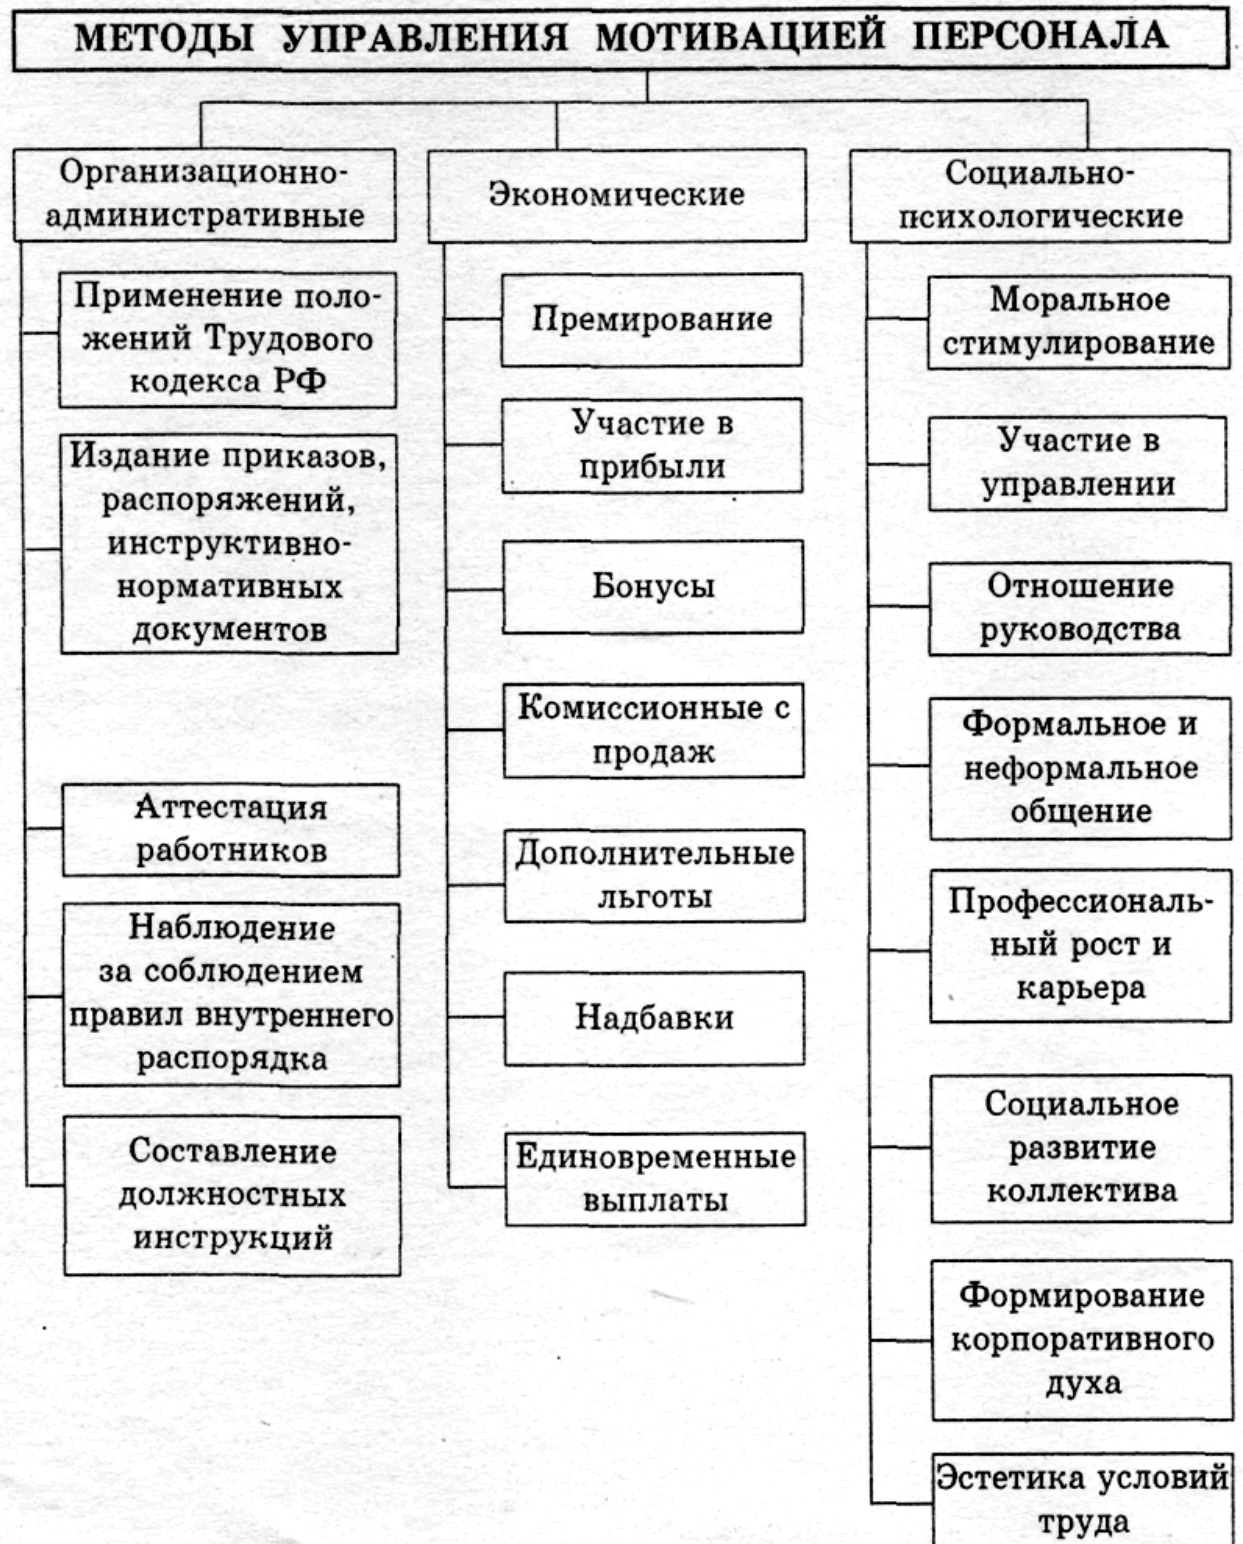 МЕТОДЫ УПРАВЛЕНИЯ МОТИВАЦИЕЙ ПЕРСОНАЛА
Организационно-
административные
Применение поло-
жений Трудового
кодекса РФ
Издание приказов,
распоряжений,
инструктивно-
нормативных
документов
Аттестация
работников
Наблюдение
за соблюдением
правил внутреннего
распорядка
Составление
должностных
инструкций
Экономические
Премирование
Участие в
прибыли
Бонусы
Комиссионные с
продаж
Дополнительные
льготы
Надбавки
Единовременные
выплаты
Социально-
психологические
Моральное
стимулирование
Участие в
управлении
Отношение
руководства
Формальное и
неформальное
общение
Профессиональ-
ный рост и
карьера
Социальное
развитие
коллектива
Формирование
корпоративного
духа
Эстетика условий
труда